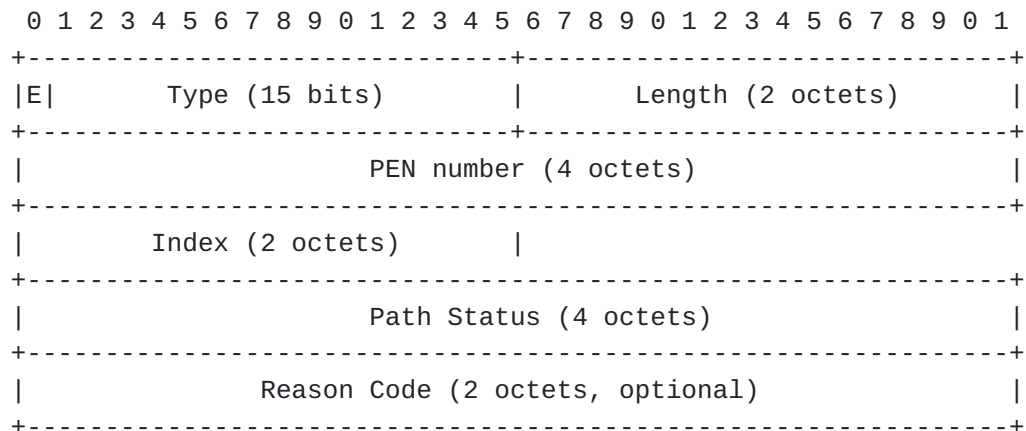 0 1 2 3 4 5 6 7 8 9 0 1 2 3 4 5 6 7 8 9 0 1 2 3 4 5 6 7 8 9 0 1
+-------------------------------+-------------------------------+
|E|       Type (15 bits)        |       Length (2 octets)       |
+-------------------------------+-------------------------------+
|                      PEN number (4 octets)                    |
+---------------------------------------------------------------+
|        Index (2 octets)       |
+---------------------------------------------------------------+
|                      Path Status (4 octets)                   |
+---------------------------------------------------------------+
|               Reason Code (2 octets, optional)                |
+---------------------------------------------------------------+